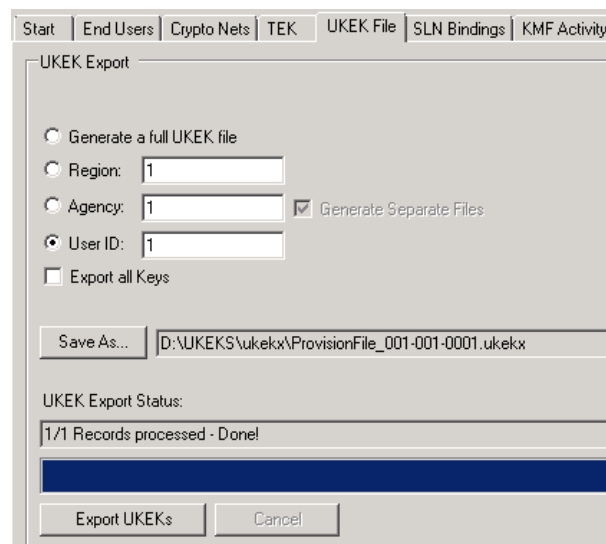 Start End Users Crypto Nets TEK UKEK File SLN Bindings KMF Activity
UKEK Export
Generate a full UKEK file
Region: 1
Agency: 1 Generate Separate Files
User ID: 1
Export all Keys
Save As... D:\UKEKS\ukekx\ProvisionFile_001-001-0001.ukekx
UKEK Export Status:
1/1 Records processed - Done!
Export UKEKs Cancel